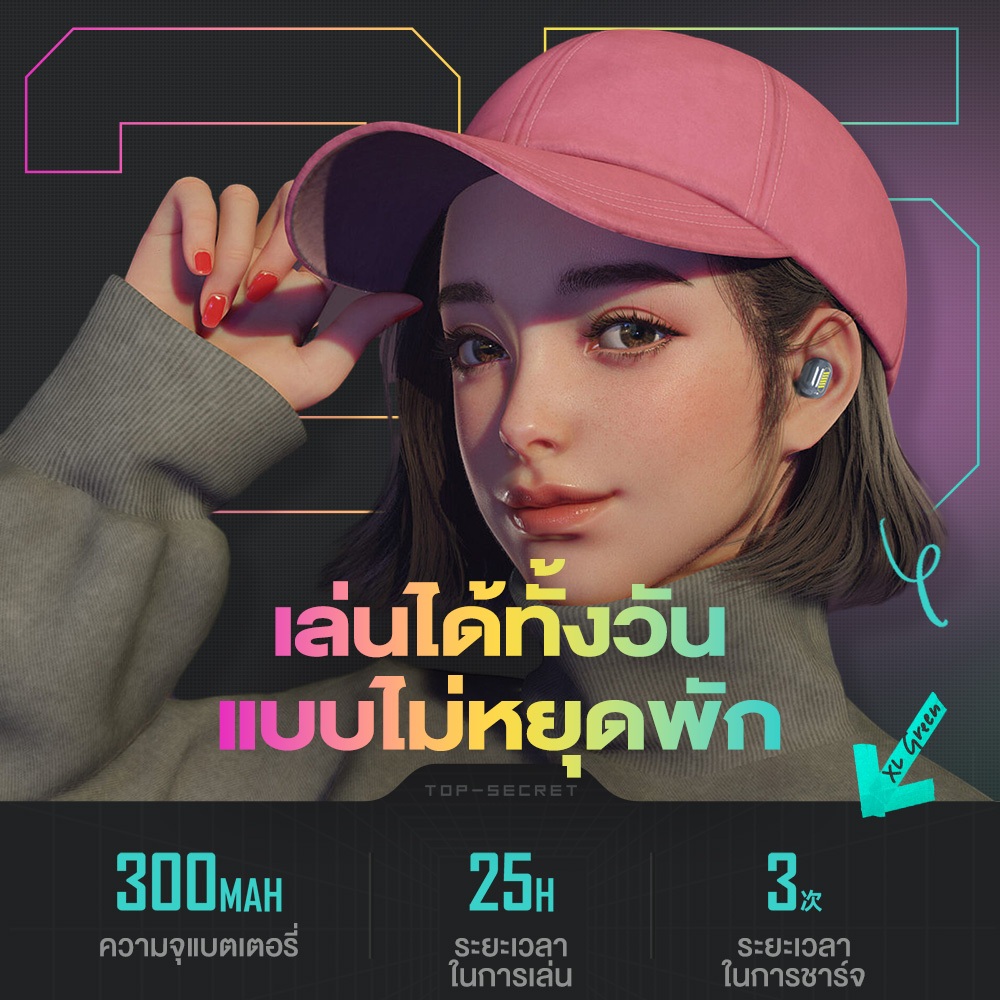 เล่นได้ทั้งวัน
แบบไม่หยุดพัก
XL Green
TOP-SECRET
300MAH
ความจุแบตเตอรี่
25H
ระยะเวลา
ในการเล่น
3次
ระยะเวลา
ในการชาร์จ